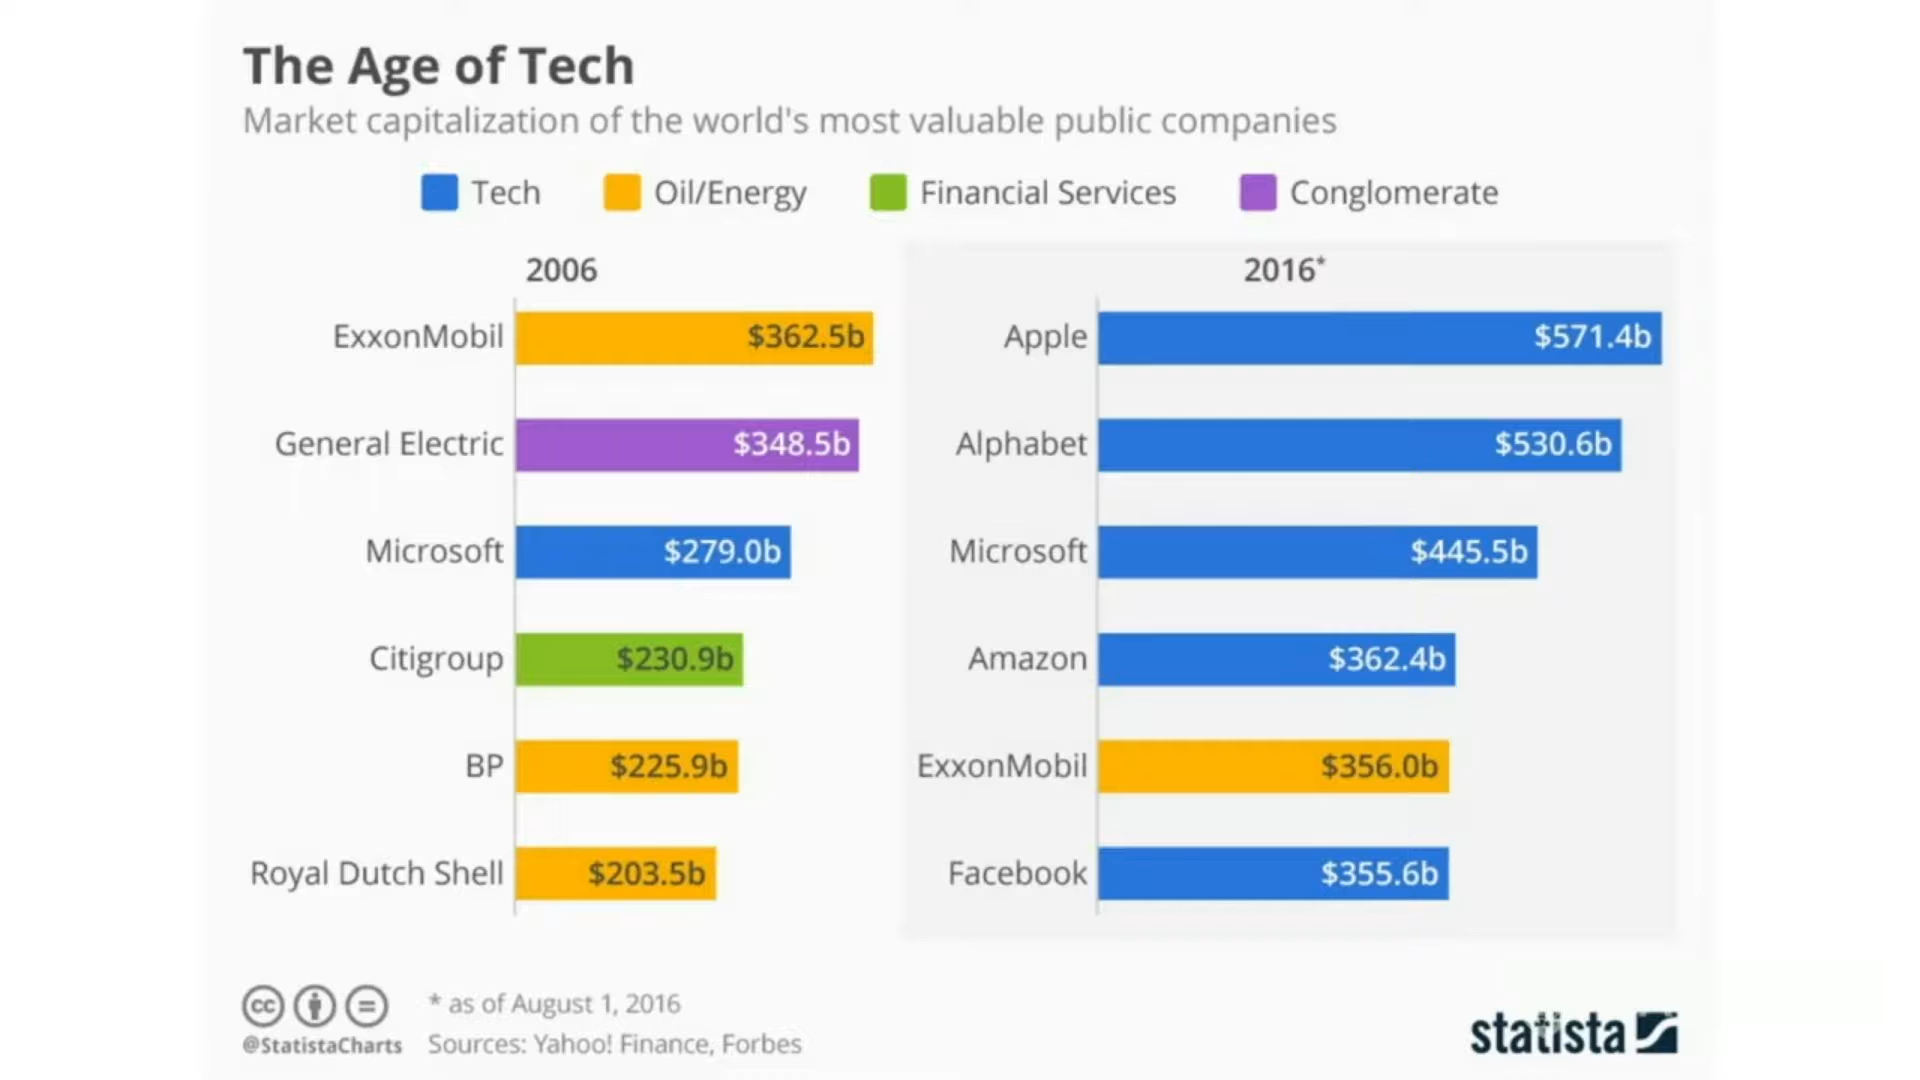 The Age of Tech
Market capitalization of the world's most valuable public companies
Tech Oil/Energy Financial Services Conglomerate
2006
ExxonMobil $362.5b
General Electric $348.5b
Microsoft $279.0b
Citigroup $230.9b
BP $225.9b
Royal Dutch Shell $203.5b
2016*
Apple $571.4b
Alphabet $530.6b
Microsoft $445.5b
Amazon $362.4b
ExxonMobil $356.0b
Facebook $355.6b
cc
@StatistaCharts
* as of August 1, 2016
Sources: Yahoo! Finance, Forbes
statista